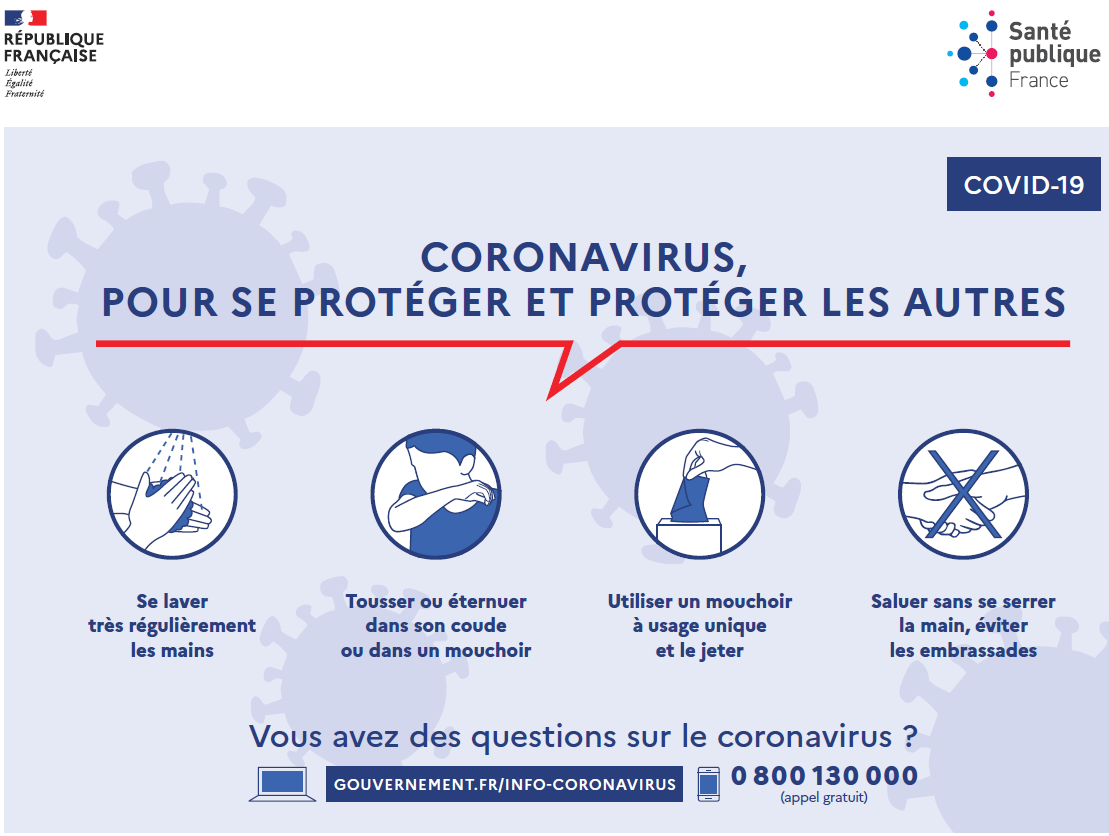 RÉPUBLIQUE
FRANÇAISE
Liberté
Égalité
Fraternité
Santé
publique
France
COVID-19
CORONAVIRUS,
POUR SE PROTÉGER ET PROTÉGER LES AUTRES
Se laver
très régulièrement
les mains
Tousser ou éternuer
dans son coude
ou dans un mouchoir
Utiliser un mouchoir
à usage unique
et le jeter
Saluer sans se serrer
la main, éviter
les embrassades
Vous avez des questions sur le coronavirus ?
GOUVERNEMENT.FR/INFO-CORONAVIRUS
0 800 130 000
(appel gratuit)